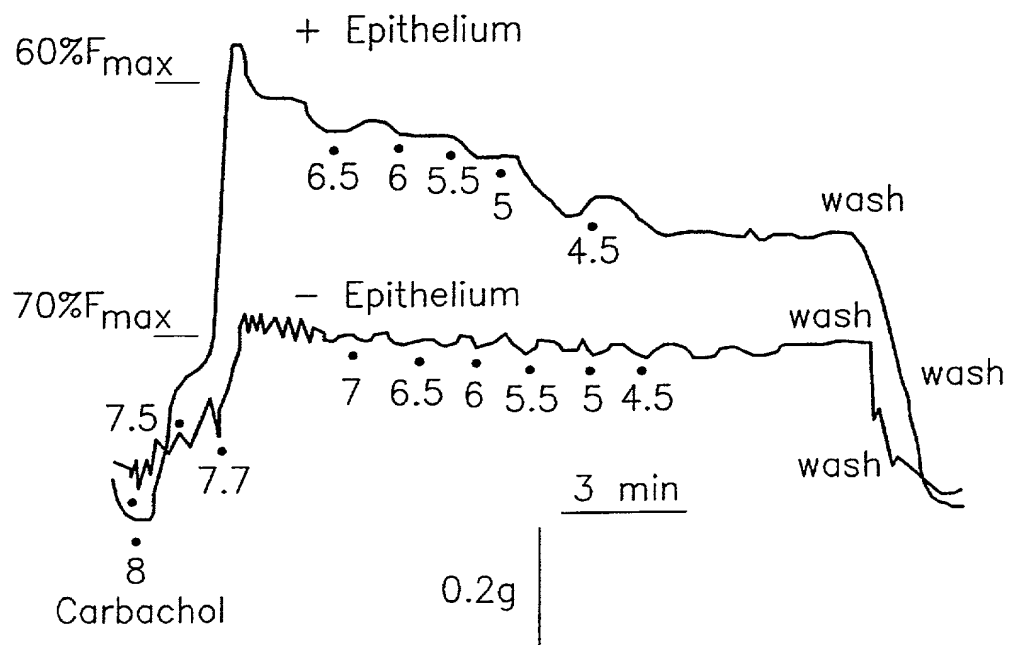 + Epithelium
60%Fmax
6.5 6 5.5 5
4.5
wash
- Epithelium
70%Fmax
wash
7 6.5 6 5.5 5 4.5
wash
7.5
7.7
wash
3 min
8
Carbachol
0.2g